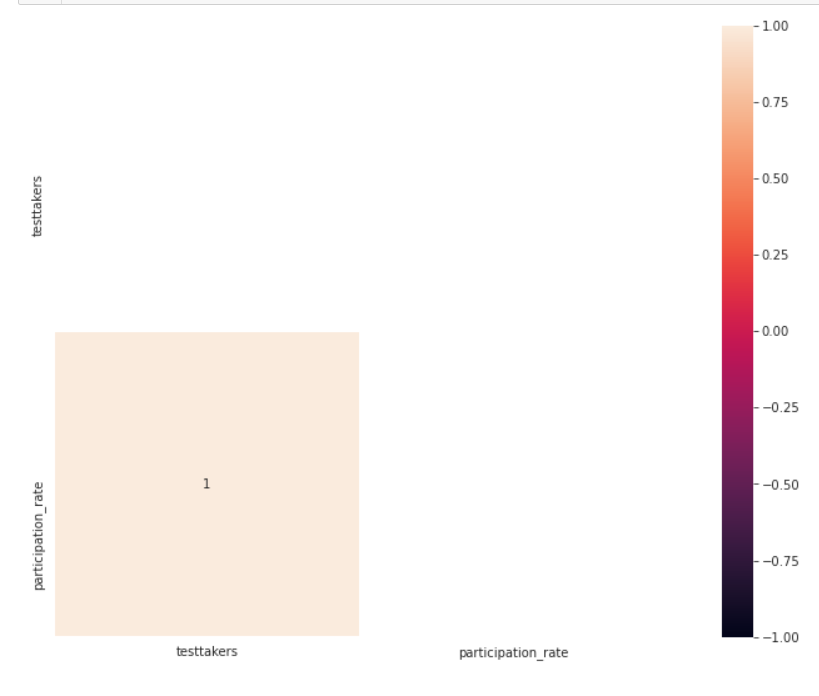 1.00
0.75
testtakers
0.50
0.25
0.00
−0.25
1
−0.50
participation_rate
−0.75
−1.00
testtakers
participation_rate